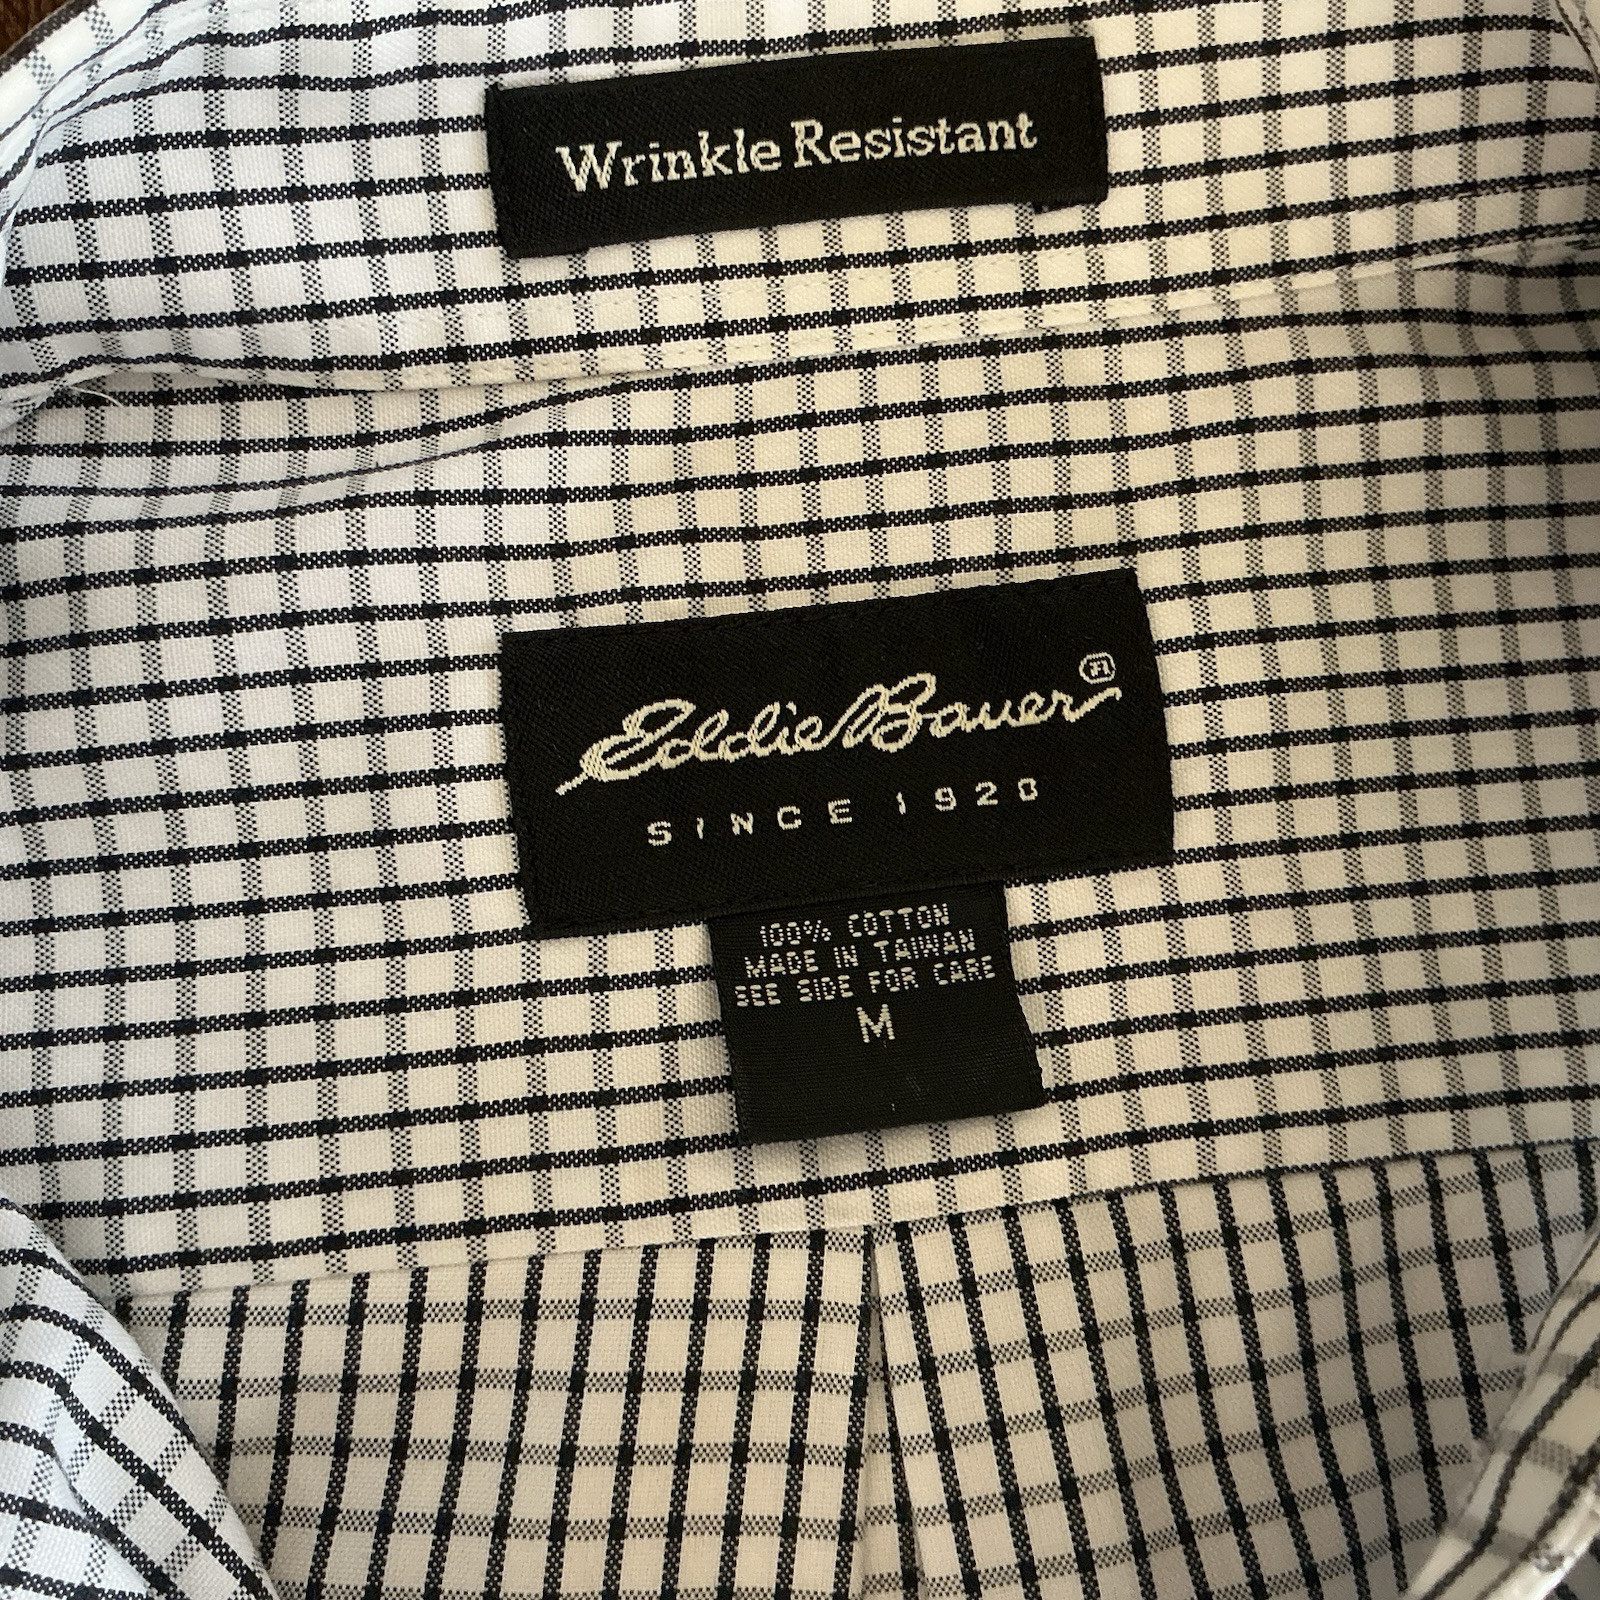 Wrinkle Resistant
Eddie Bauer®
SINCE 1920
100% COTTON
MADE IN TAIWAN
SEE SIDE FOR CARE
M